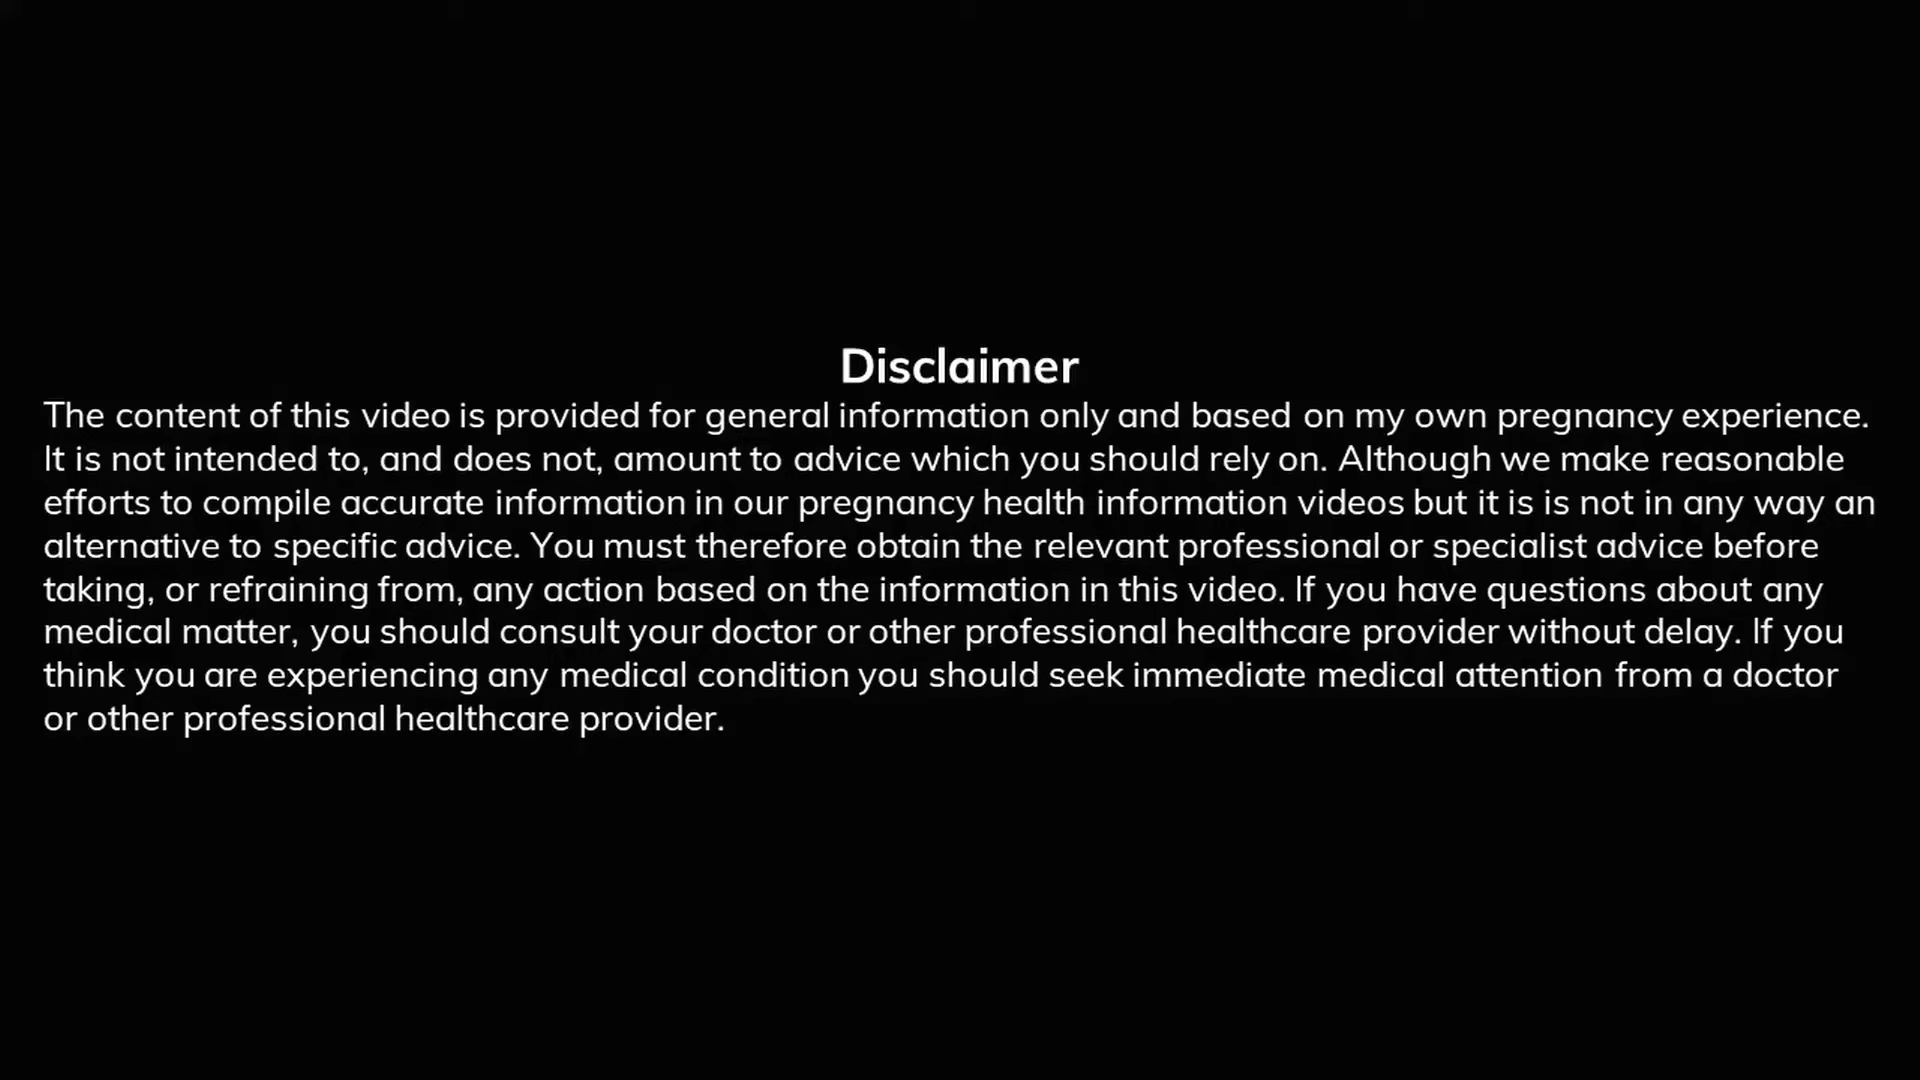 Disclaimer
The content of this video is provided for general information only and based on my own pregnancy experience.
It is not intended to, and does not, amount to advice which you should rely on. Although we make reasonable
efforts to compile accurate information in our pregnancy health information videos but it is is not in any way an
alternative to specific advice. You must therefore obtain the relevant professional or specialist advice before
taking, or refraining from, any action based on the information in this video. If you have questions about any
medical matter, you should consult your doctor or other professional healthcare provider without delay. If you
think you are experiencing any medical condition you should seek immediate medical attention from a doctor
or other professional healthcare provider.